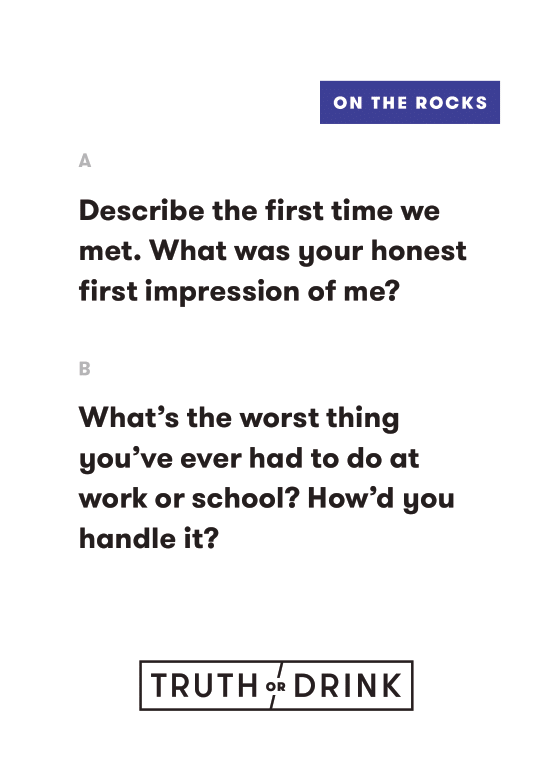 ON THE ROCKS
A
Describe the first time we
met. What was your honest
first impression of me?
B
What’s the worst thing
you’ve ever had to do at
work or school? How’d you
handle it?
TRUTH OR DRINK